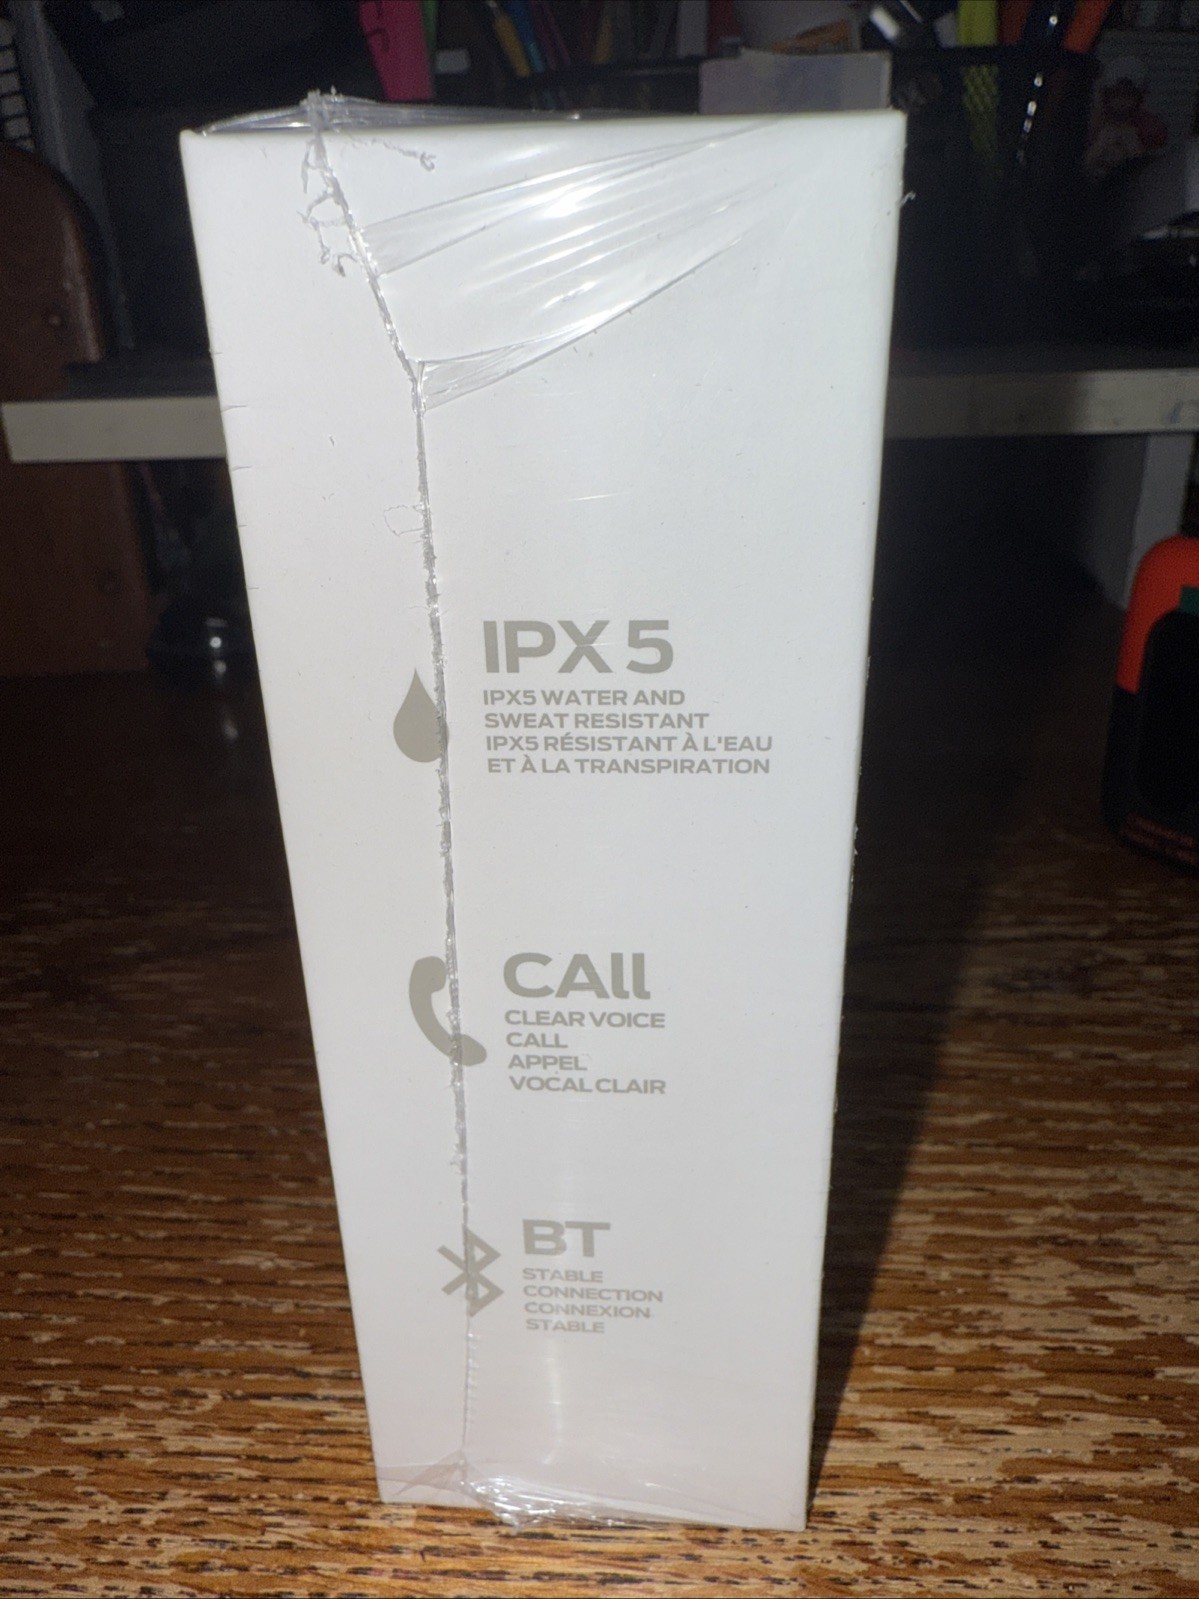 IPX 5
IPX5 WATER AND
SWEAT RESISTANT
IPX5 RÉSISTANT À L'EAU
ET À LA TRANSPIRATION
CAll
CLEAR VOICE
CALL
APPEL
VOCAL CLAIR
BT
STABLE
CONNECTION
CONNEXION
STABLE